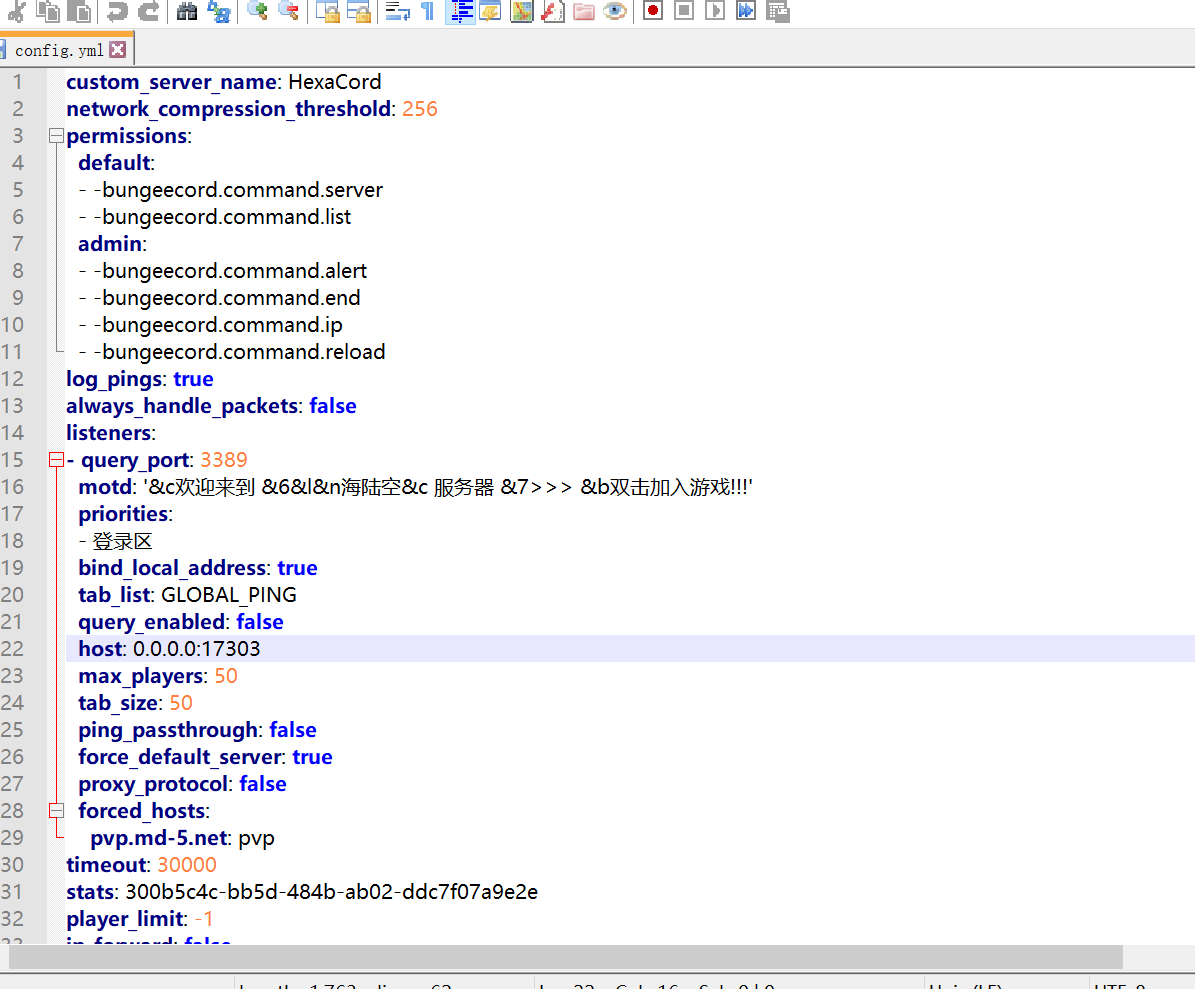 config.yml
1 custom_server_name: HexaCord
2 network_compression_threshold: 256
3 permissions:
4 default:
5 - -bungeecord.command.server
6 - -bungeecord.command.list
7 admin:
8 - -bungeecord.command.alert
9 - -bungeecord.command.end
10 - -bungeecord.command.ip
11 - -bungeecord.command.reload
12 log_pings: true
13 always_handle_packets: false
14 listeners:
15 - query_port: 3389
16 motd: '&c欢迎来到 &6&l&n海陆空&c 服务器 &7>>> &b双击加入游戏!!!'
17 priorities:
18 - 登录区
19 bind_local_address: true
20 tab_list: GLOBAL_PING
21 query_enabled: false
22 host: 0.0.0.0:17303
23 max_players: 50
24 tab_size: 50
25 ping_passthrough: false
26 force_default_server: true
27 proxy_protocol: false
28 forced_hosts:
29 pvp.md-5.net: pvp
30 timeout: 30000
31 stats: 300b5c4c-bb5d-484b-ab02-ddc7f07a9e2e
32 player_limit: -1
33 ip_forward: false